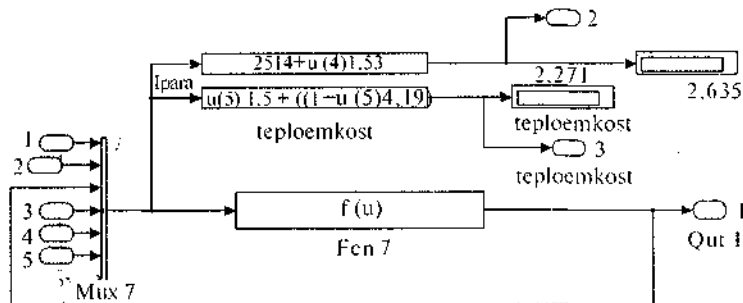 2
2514+u (4)1.53
2,271
2,635
Ipara
u(5) 1.5 + ((1−u (5)4,19)
teploemkost
teploemkost
3
teploemkost
1
2
3
4
5
f (u)
Fcn 7
1
Qut 1
Mux 7